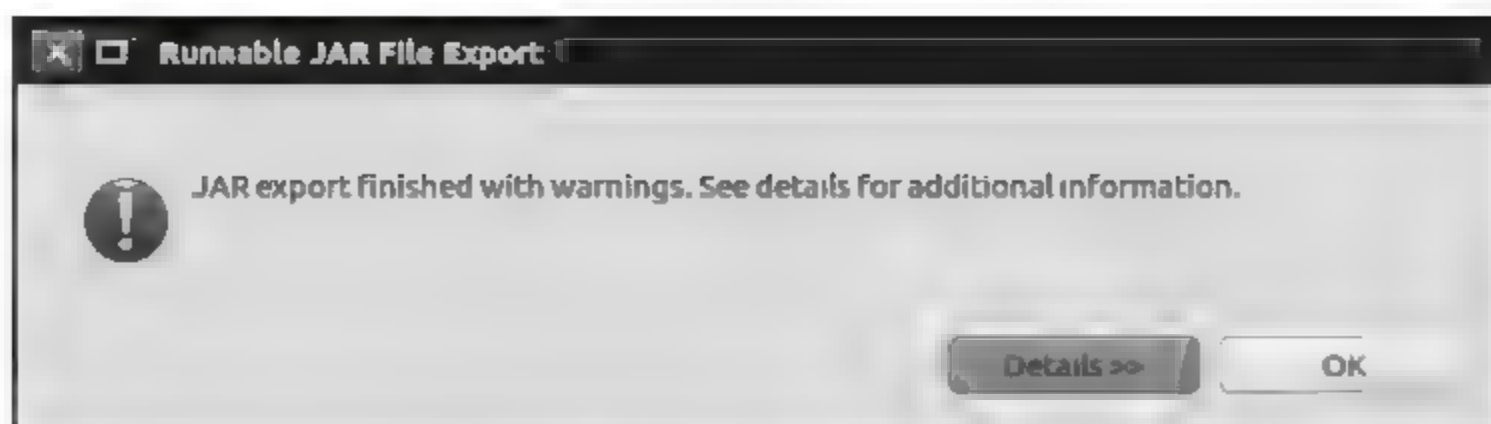 Runnable JAR File Export
JAR export finished with warnings. See details for additional information.
Details >>
OK